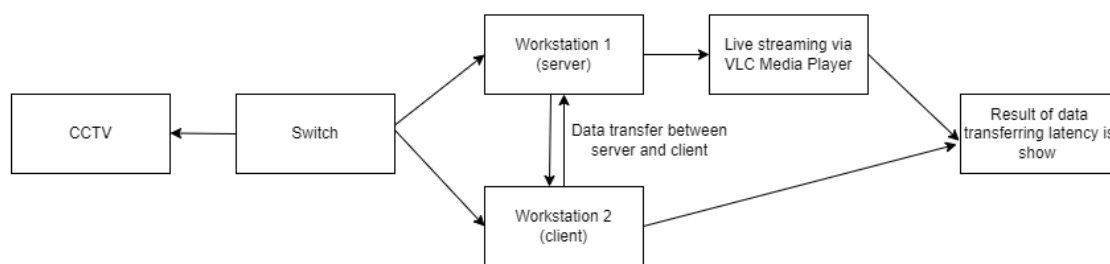 CCTV
Switch
Workstation 1
(server)
Live streaming via
VLC Media Player
Data transfer between
server and client
Workstation 2
(client)
Result of data
transferring latency is
show